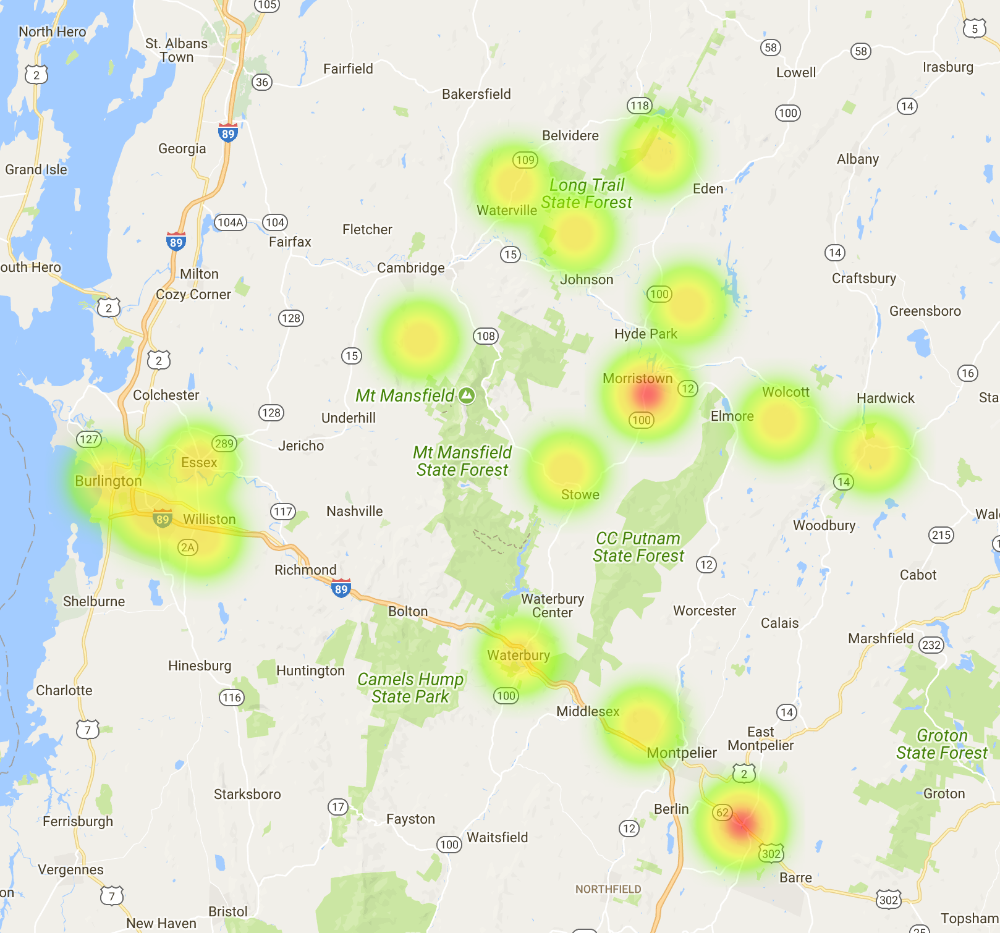 105
North Hero
St. Albans
Town
5
58
58
2
Fairfield
Lowell
Irasburg
36
Bakersfield
118
14
100
89
Belvidere
Georgia
109
Albany
Grand Isle
Long Trail
State Forest
Eden
Waterville
104A
104
Fletcher
89
Fairfax
15
14
outh Hero
Milton
Cambridge
Johnson
Craftsbury
Cozy Corner
100
2
Greensboro
128
108
Hyde Park
15
2
16
Morristown
12
Wolcott
Colchester
Mt Mansfield
Hardwick
Sta
128
Underhill
100
Elmore
127
289
Jericho
Essex
Mt Mansfield
State Forest
Burlington
14
Stowe
117
Nashville
89
Williston
Wal
Woodbury
215
CC Putnam
State Forest
2A
1
12
Richmond
Cabot
89
Shelburne
Waterbury
Center
Bolton
Worcester
Calais
Marshfield
232
Waterbury
Hinesburg
Huntington
Camels Hump
State Park
Charlotte
116
100
Middlesex
14
7
East
Montpelier
Groton
State Forest
Montpelier
2
Starksboro
Groton
17
Berlin
62
Ferrisburgh
Fayston
12
Waitsfield
100
302
Vergennes
Barre
NORTHFIELD
on
7
302
Bristol
New Haven
Topsham
25